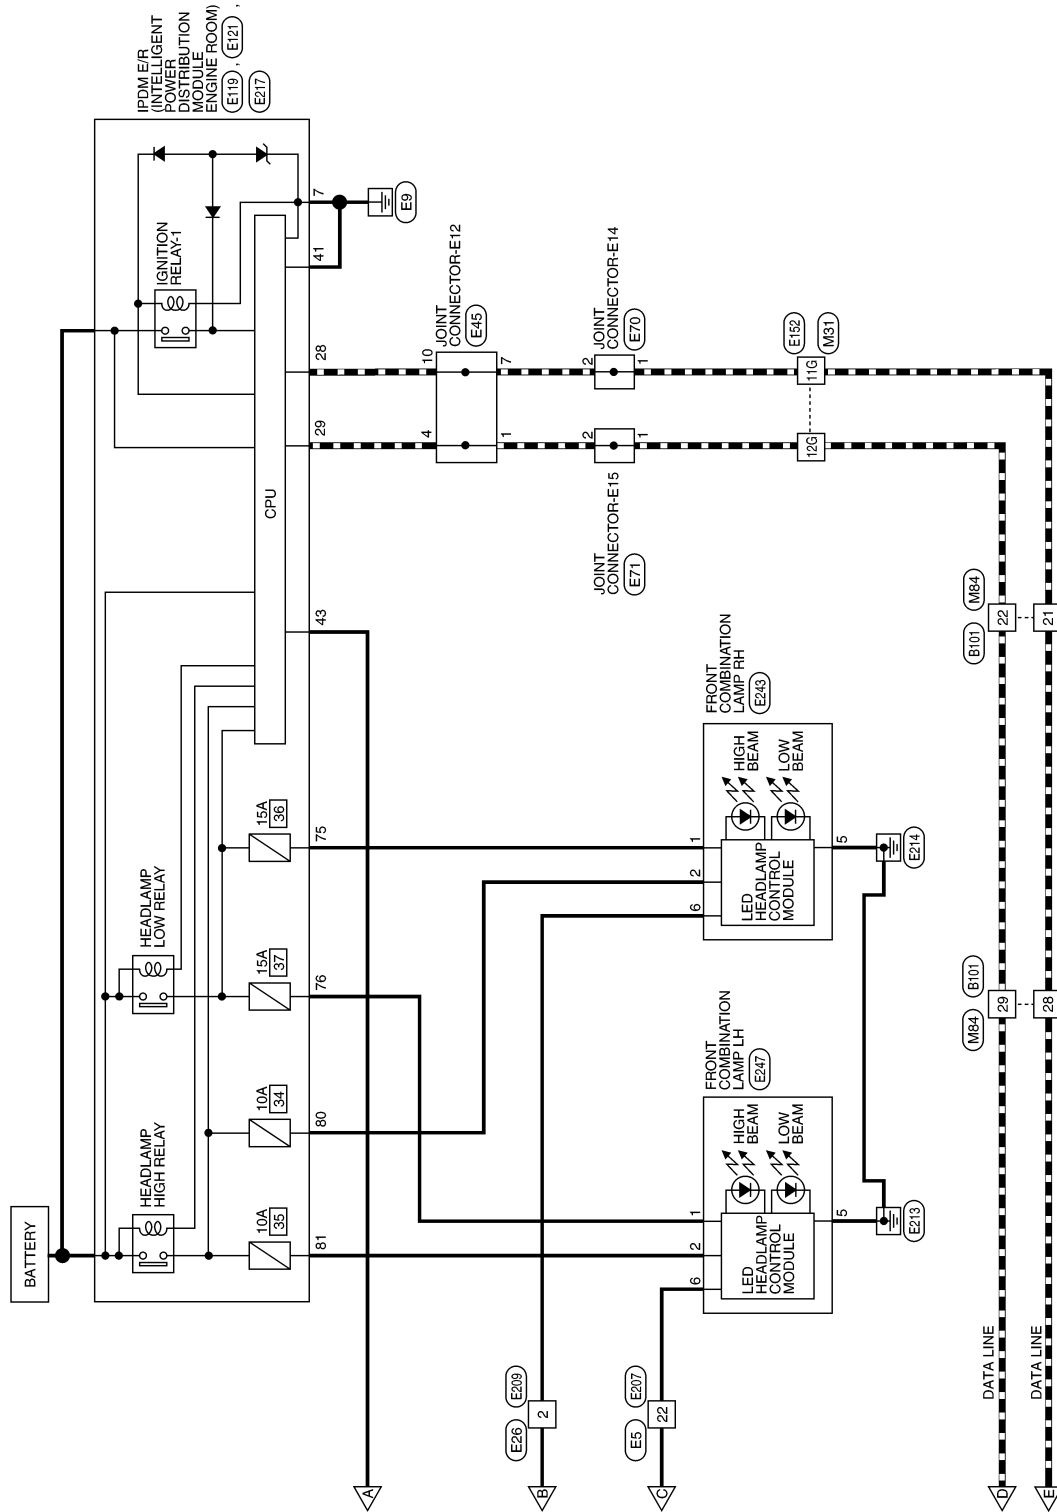 BATTERY
IPDM E/R
(INTELLIGENT
POWER
DISTRIBUTION
MODULE
ENGINE ROOM)
E119 , E121 ,
E217
HEADLAMP
HIGH RELAY
HEADLAMP
LOW RELAY
IGNITION
RELAY-1
CPU
10A
35
10A
34
15A
37
15A
36
81
80
76
75
43
29
28
41
7
E9
JOINT
CONNECTOR-E12
E45
4
10
1
7
JOINT
CONNECTOR-E15
E71
2
1
JOINT
CONNECTOR-E14
E70
2
1
E152
M31
12G
11G
FRONT
COMBINATION
LAMP LH
E247
6
2
1
LED
HEADLAMP
CONTROL
MODULE
HIGH
BEAM
LOW
BEAM
5
E213
FRONT
COMBINATION
LAMP RH
E243
6
2
1
LED
HEADLAMP
CONTROL
MODULE
HIGH
BEAM
LOW
BEAM
5
E214
A
B
E26
2
E209
C
E5
22
E207
D
DATA LINE
M84
29
B101
B101
22
M84
E
DATA LINE
28
21